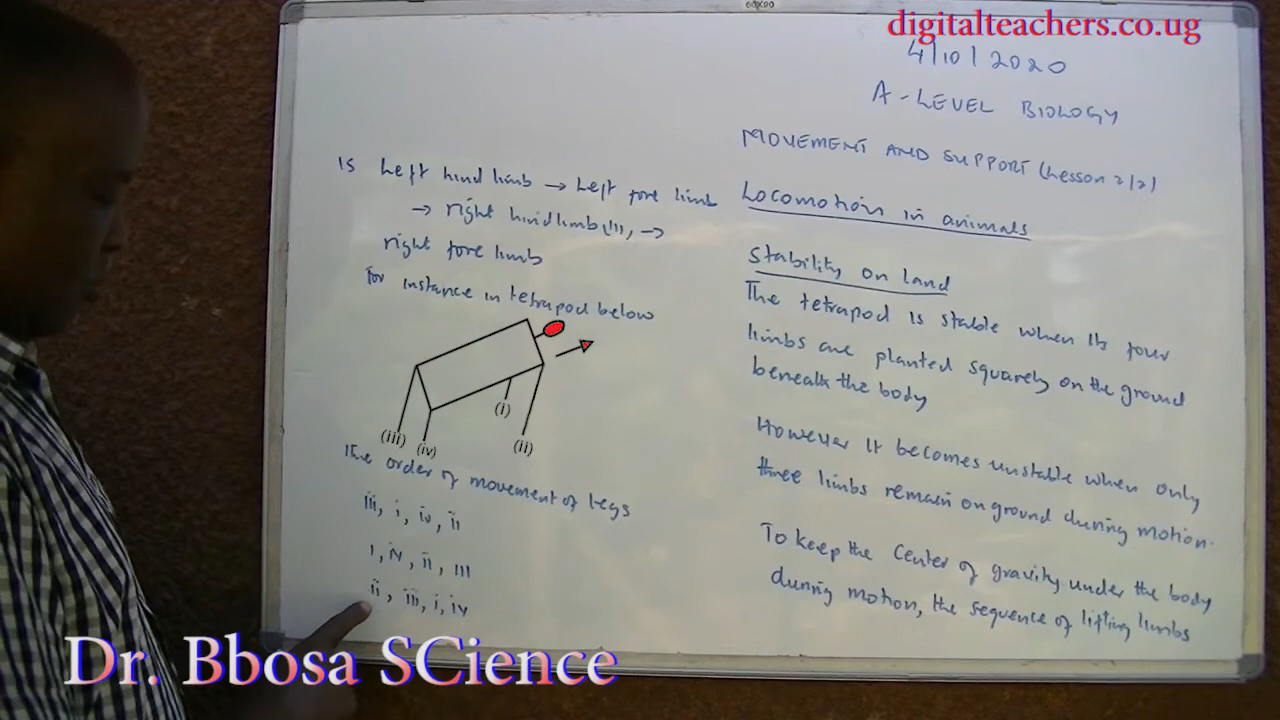 60X90
digitalteachers.co.ug
4/10/2020
A-LEVEL BIOLOGY
MOVEMENT AND SUPPORT (Lesson 2/2)
Locomotion in animals
Stability on land
The tetrapod is stable when its four
limbs are planted squarely on the ground
beneath the body
However it becomes unstable when only
three limbs remain on ground during motion.
To keep the center of gravity under the body
during motion, the sequence of lifting limbs
is Left hind limb → Left fore limb
→ right hind limb →
right fore limb
For instance in tetrapod below
(i)
(ii)
(iii)
(iv)
The order of movement of legs
iii, i, iv, ii
i, iv, ii, iii
ii, iii, i, iv
Dr. Bbosa SCience